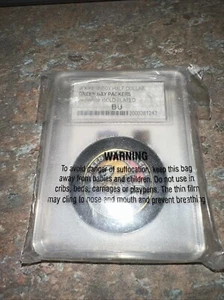 HALF DOLLAR
GREEN BAY PACKERS
GOLD PLATED
BU
WARNING
To avoid danger of suffocation, keep this bag
away from babies and children. Do not use in
cribs, beds, carriages or playpens. The thin film
may cling to nose and mouth and prevent breathing